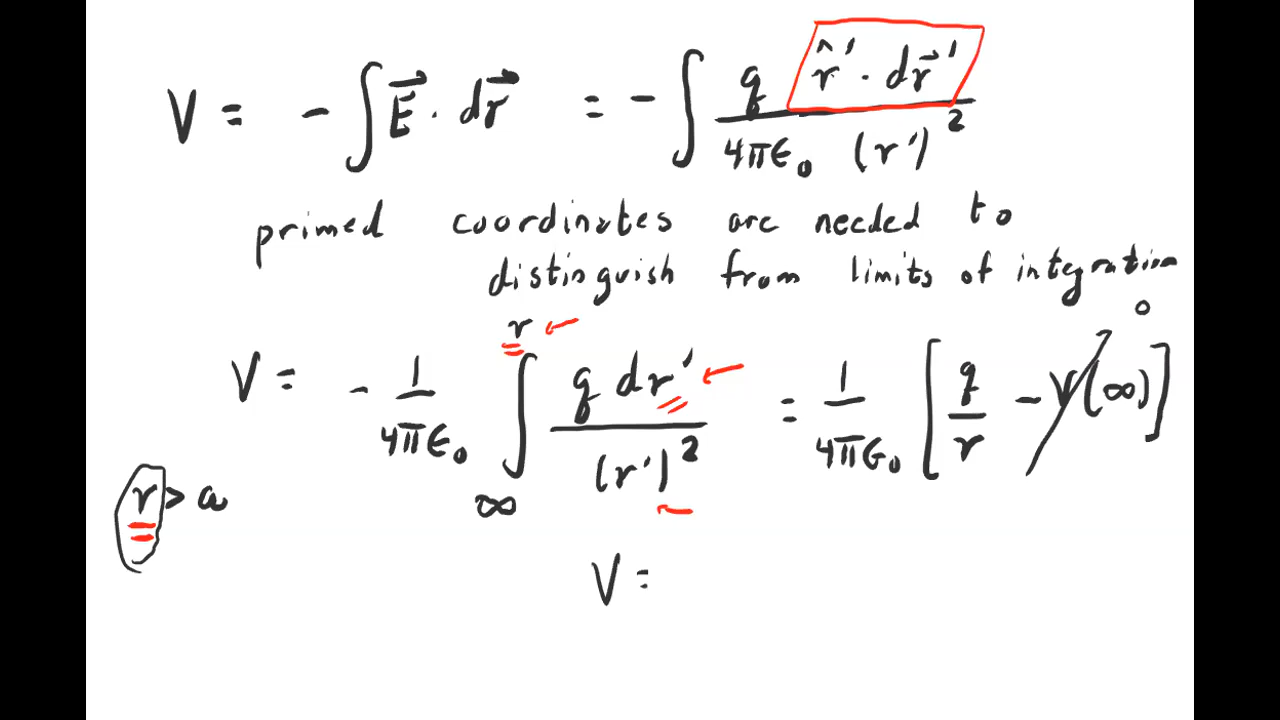 V = - ∫ E⃗ · dr⃗ = - ∫ q r̂′ · dr⃗′ / 4πϵ₀ (r′)²
primed coordinates are needed to
distinguish from limits of integration
V = - 1/4πϵ₀ ∫_∞^r q dr′ / (r′)² = 1/4πϵ₀ [ q/r - V(∞) ] 0
r > a
V =